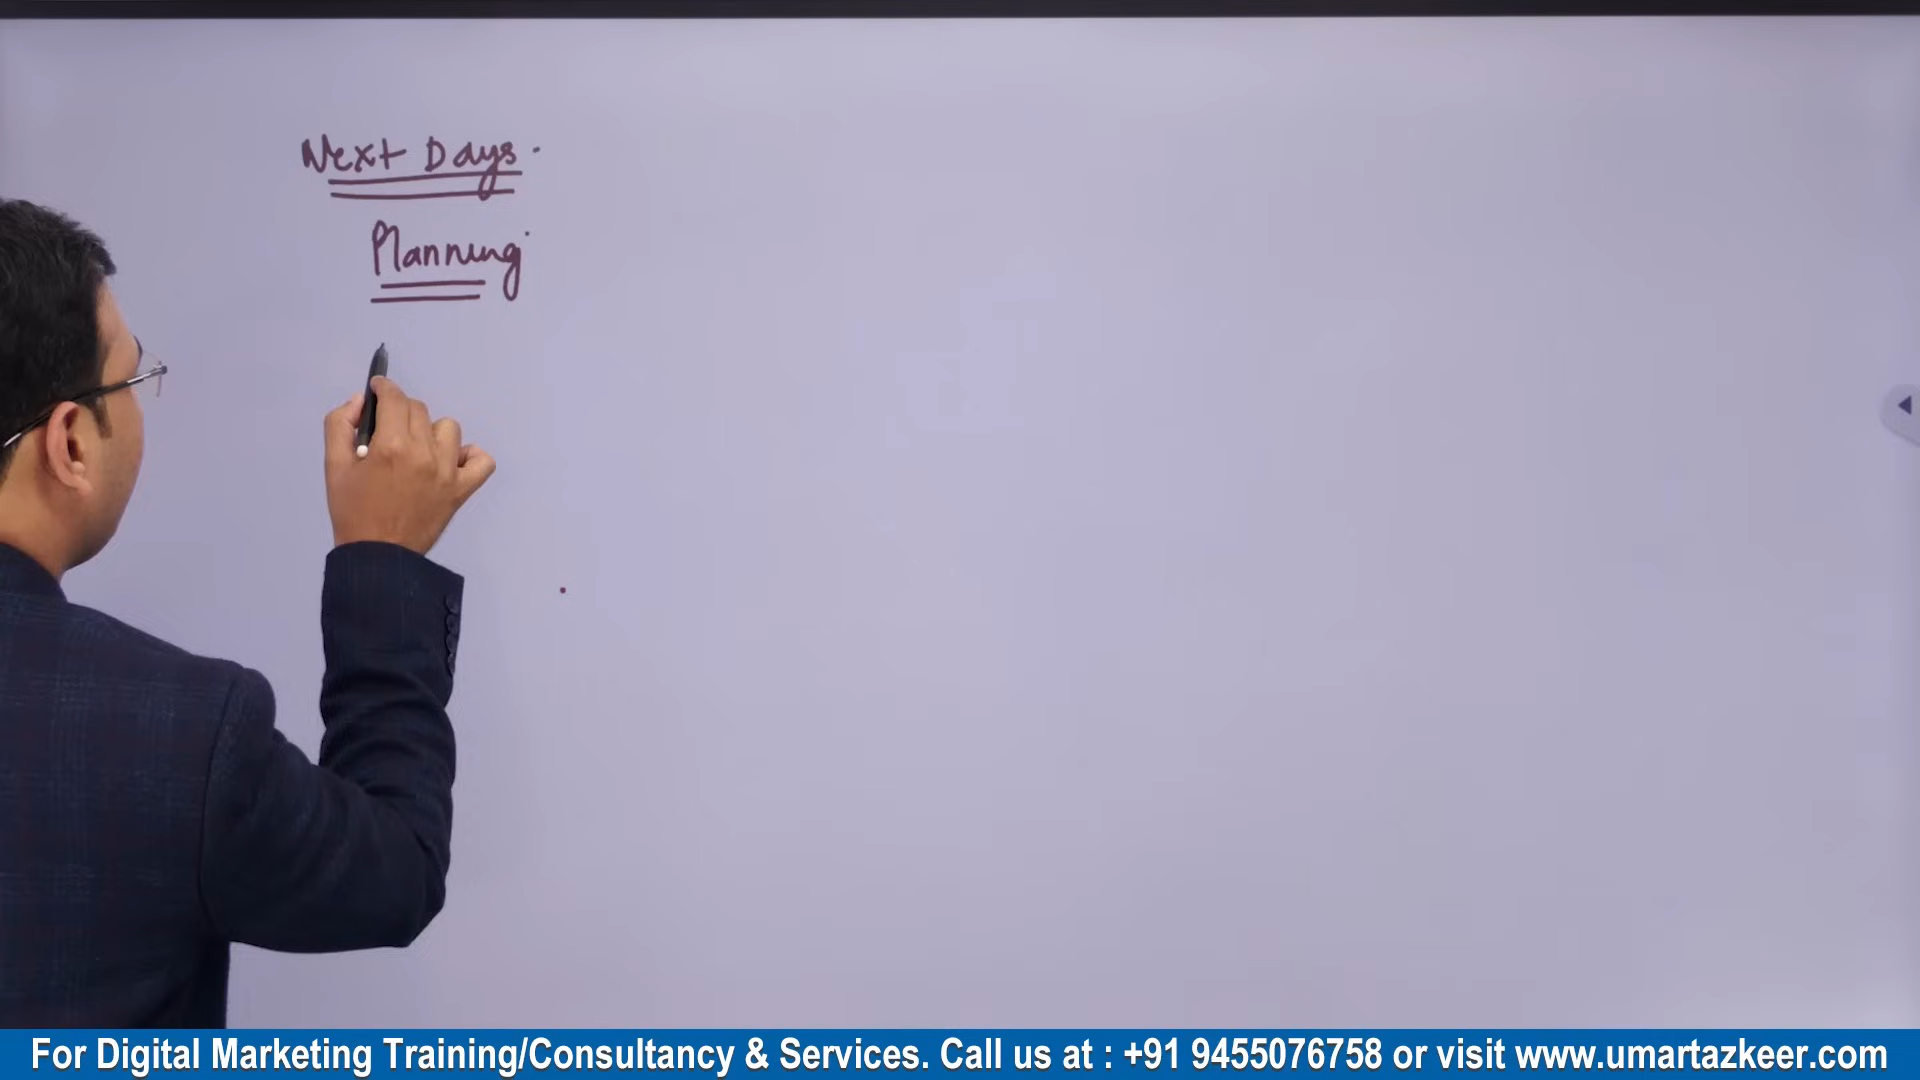 Next Days.
Planning
For Digital Marketing Training/Consultancy & Services. Call us at : +91 9455076758 or visit www.umartazkeer.com